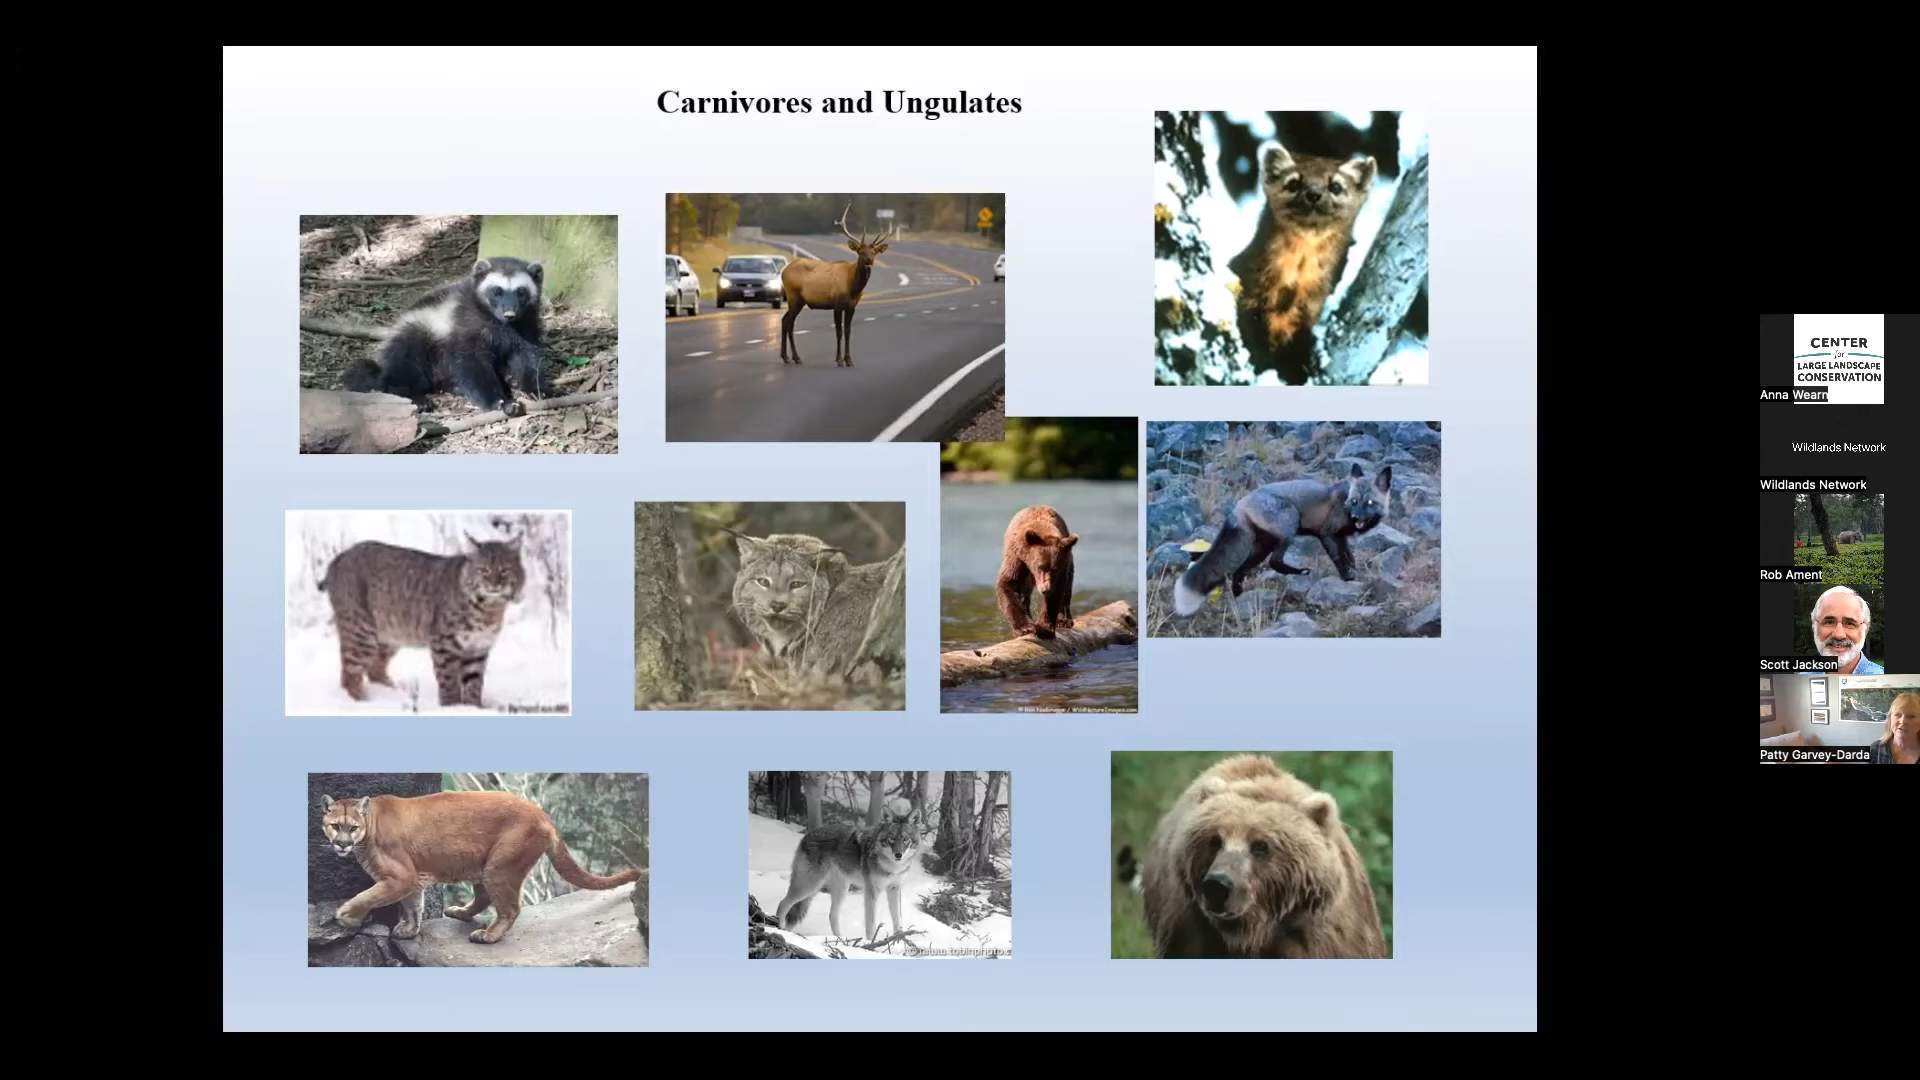 Carnivores and Ungulates
CENTER
for
LARGE LANDSCAPE
CONSERVATION
Anna Wearn
Wildlands Network
Wildlands Network
Rob Ament
Scott Jackson
Patty Garvey-Darda